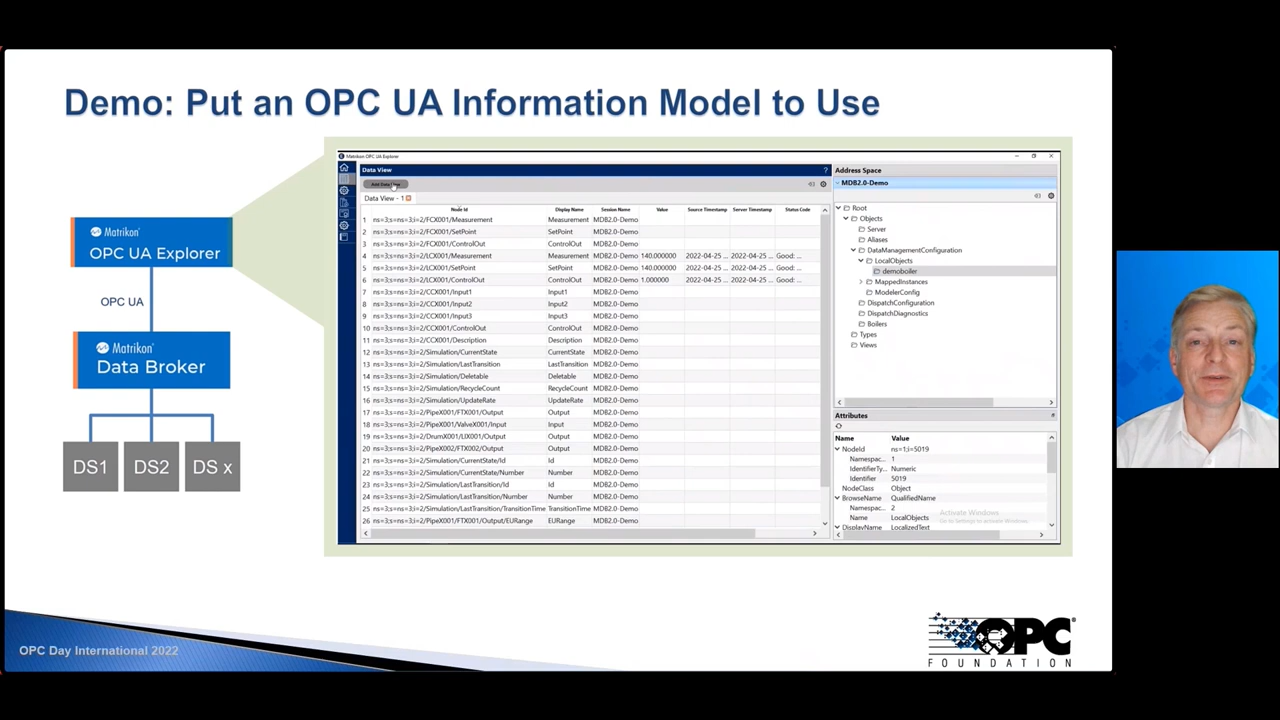 Demo: Put an OPC UA Information Model to Use
Matrikon
OPC UA Explorer
OPC UA
Matrikon
Data Broker
DS1 DS2 DS x
Matrikon OPC UA Explorer
Data View
?
Add Data View
Data View - 1
Node Id Display Name Session Name Value Source Timestamp Server Timestamp Status Code
1 ns=3;s=ns=3;i=2/FCX001/Measurement Measurement MDB2.0-Demo
2 ns=3;s=ns=3;i=2/FCX001/SetPoint SetPoint MDB2.0-Demo
3 ns=3;s=ns=3;i=2/FCX001/ControlOut ControlOut MDB2.0-Demo
4 ns=3;s=ns=3;i=2/LCX001/Measurement Measurement MDB2.0-Demo 140.000000 2022-04-25 ... 2022-04-25 ... Good: ...
5 ns=3;s=ns=3;i=2/LCX001/SetPoint SetPoint MDB2.0-Demo 140.000000 2022-04-25 ... 2022-04-25 ... Good: ...
6 ns=3;s=ns=3;i=2/LCX001/ControlOut ControlOut MDB2.0-Demo 1.000000 2022-04-25 ... 2022-04-25 ... Good: ...
7 ns=3;s=ns=3;i=2/CCX001/Input1 Input1 MDB2.0-Demo
8 ns=3;s=ns=3;i=2/CCX001/Input2 Input2 MDB2.0-Demo
9 ns=3;s=ns=3;i=2/CCX001/Input3 Input3 MDB2.0-Demo
10 ns=3;s=ns=3;i=2/CCX001/ControlOut ControlOut MDB2.0-Demo
11 ns=3;s=ns=3;i=2/CCX001/Description Description MDB2.0-Demo
12 ns=3;s=ns=3;i=2/Simulation/CurrentState CurrentState MDB2.0-Demo
13 ns=3;s=ns=3;i=2/Simulation/LastTransition LastTransition MDB2.0-Demo
14 ns=3;s=ns=3;i=2/Simulation/Deletable Deletable MDB2.0-Demo
15 ns=3;s=ns=3;i=2/Simulation/RecycleCount RecycleCount MDB2.0-Demo
16 ns=3;s=ns=3;i=2/Simulation/UpdateRate UpdateRate MDB2.0-Demo
17 ns=3;s=ns=3;i=2/PipeX001/FTX001/Output Output MDB2.0-Demo
18 ns=3;s=ns=3;i=2/PipeX001/ValveX001/Input Input MDB2.0-Demo
19 ns=3;s=ns=3;i=2/DrumX001/LIX001/Output Output MDB2.0-Demo
20 ns=3;s=ns=3;i=2/PipeX002/FTX002/Output Output MDB2.0-Demo
21 ns=3;s=ns=3;i=2/Simulation/CurrentState/Id Id MDB2.0-Demo
22 ns=3;s=ns=3;i=2/Simulation/CurrentState/Number Number MDB2.0-Demo
23 ns=3;s=ns=3;i=2/Simulation/LastTransition/Id Id MDB2.0-Demo
24 ns=3;s=ns=3;i=2/Simulation/LastTransition/Number Number MDB2.0-Demo
25 ns=3;s=ns=3;i=2/Simulation/LastTransition/TransitionTime TransitionTime MDB2.0-Demo
26 ns=3;s=ns=3;i=2/PipeX001/FTX001/Output/EURange EURange MDB2.0-Demo
Address Space
MDB2.0-Demo
Root
Objects
Server
Aliases
DataManagementConfiguration
LocalObjects
demoboiler
MappedInstances
ModelerConfig
DispatchConfiguration
DispatchDiagnostics
Boilers
Types
Views
Attributes
Name Value
NodeId ns=1;i=5019
Namespac... 1
IdentifierTy... Numeric
Identifier 5019
NodeClass Object
BrowseName QualifiedName
Namespac... 2
Name LocalObjects
DisplayName LocalizedText
Activate Windows
Go to Settings to activate Windows.
OPC Day International 2022
OPC
FOUNDATION